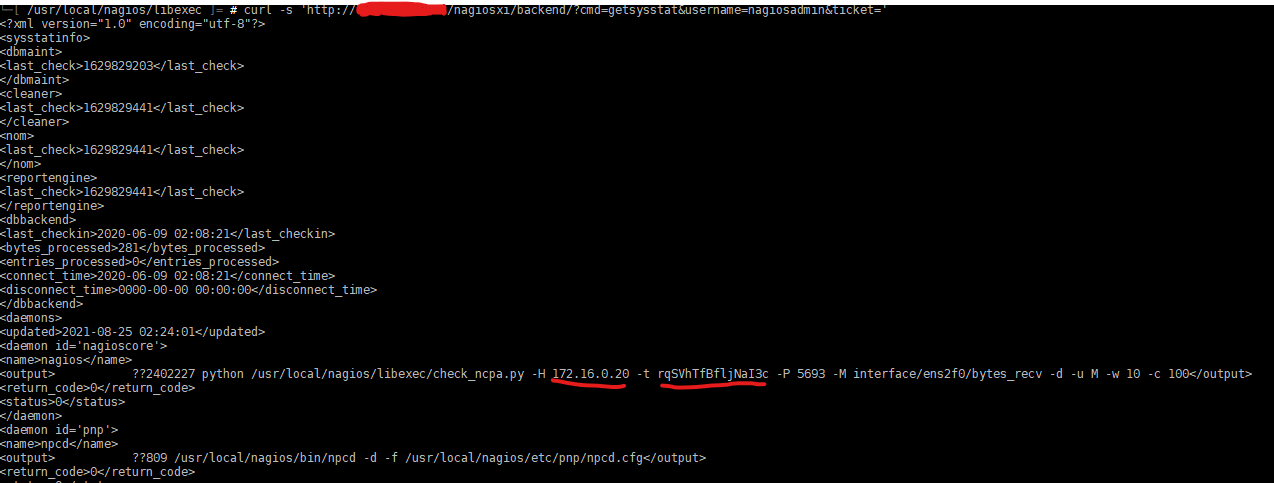 [ /usr/local/nagios/libexec ]= # curl -s 'http:// /nagiosxi/backend/?cmd=getsysstat&username=nagiosadmin&ticket='
<?xml version="1.0" encoding="utf-8"?>
<sysstatinfo>
<dbmaint>
<last_check>1629829203</last_check>
</dbmaint>
<cleaner>
<last_check>1629829441</last_check>
</cleaner>
<nom>
<last_check>1629829441</last_check>
</nom>
<reportengine>
<last_check>1629829441</last_check>
</reportengine>
<dbbackend>
<last_checkin>2020-06-09 02:08:21</last_checkin>
<bytes_processed>281</bytes_processed>
<entries_processed>0</entries_processed>
<connect_time>2020-06-09 02:08:21</connect_time>
<disconnect_time>0000-00-00 00:00:00</disconnect_time>
</dbbackend>
<daemons>
<updated>2021-08-25 02:24:01</updated>
<daemon id='nagioscore'>
<name>nagios</name>
<output>        ??2402227 python /usr/local/nagios/libexec/check_ncpa.py -H 172.16.0.20 -t rqSVhTfBfljNaI3c -P 5693 -M interface/ens2f0/bytes_recv -d -u M -w 10 -c 100</output>
<return_code>0</return_code>
<status>0</status>
</daemon>
<daemon id='pnp'>
<name>npcd</name>
<output>        ??809 /usr/local/nagios/bin/npcd -d -f /usr/local/nagios/etc/pnp/npcd.cfg</output>
<return_code>0</return_code>